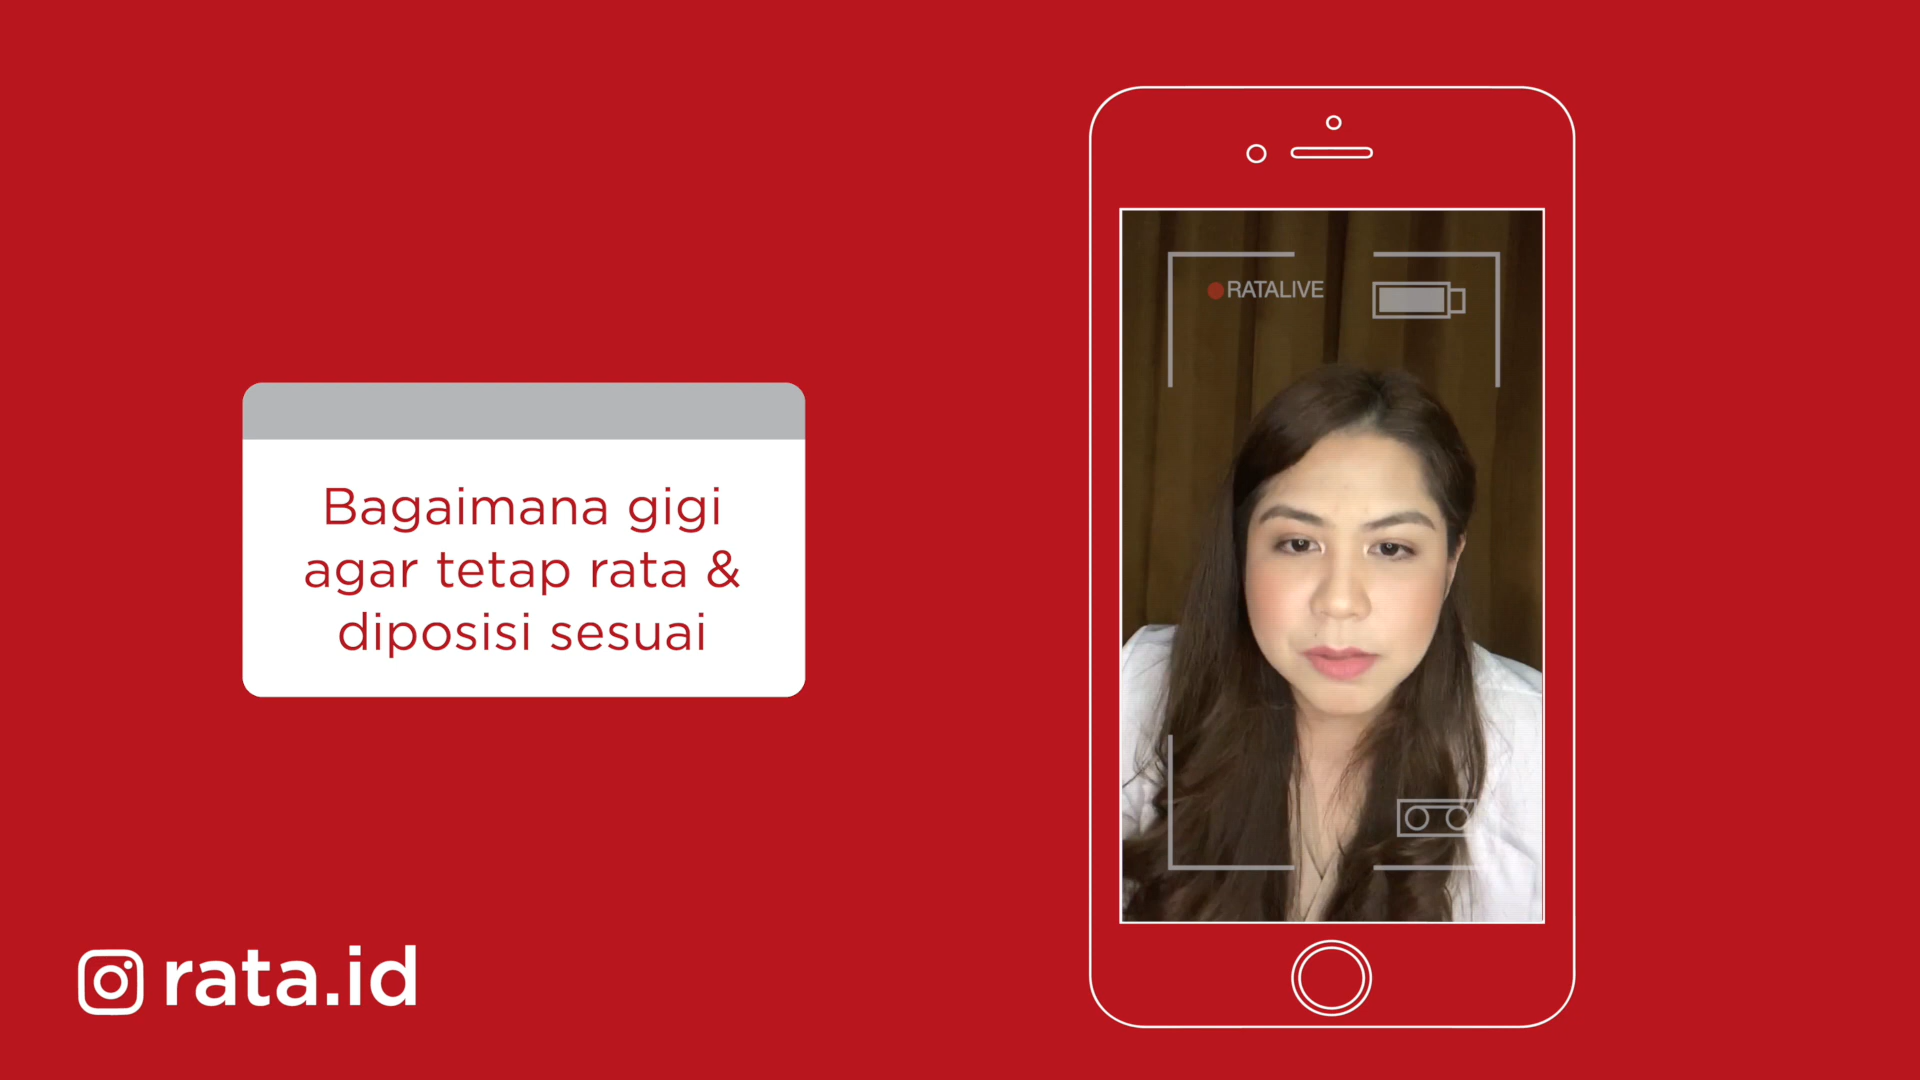 RATALIVE
Bagaimana gigi
agar tetap rata &
diposisi sesuai
rata.id